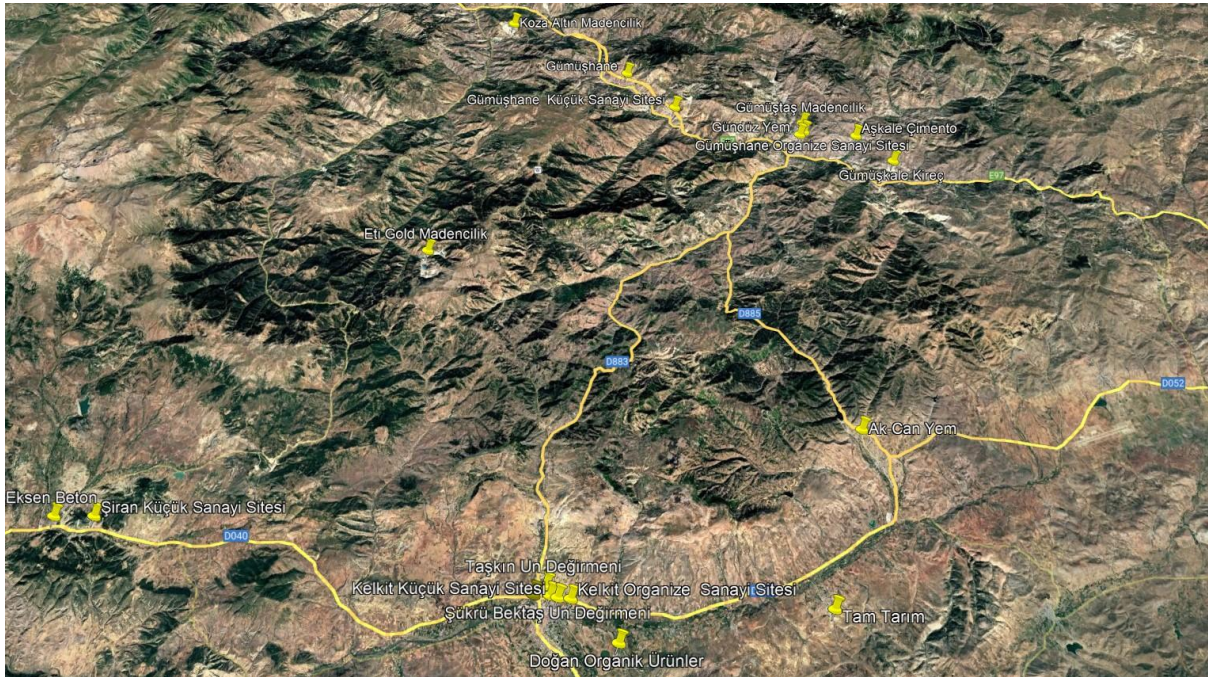 Koza Altın Madencilik
Gümüşhane
Gümüşhane Küçük Sanayi Sitesi
Gümüştaş Madencilik
Gündüz Yem
Aşkale Çimento
Gümüşhane Organize Sanayi Sitesi
Gümüşkale Kireç
E97
Eti Gold Madencilik
D885
D883
D052
Ak-Can Yem
Eksen Beton
Şiran Küçük Sanayi Sitesi
D040
Taşkın Un Değirmeni
Kelkit Küçük Sanayi Sitesi
Kelkit Organize Sanayi Sitesi
Şükrü Bektaş Un Değirmeni
Tam Tarım
Doğan Organik Ürünler